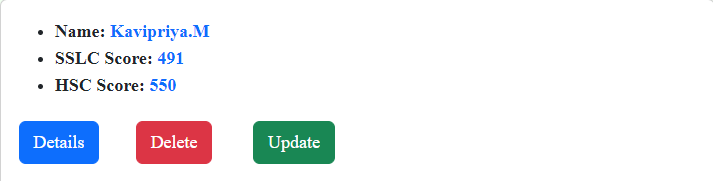 Name: Kavipriya.M
SSLC Score: 491
HSC Score: 550
Details Delete Update